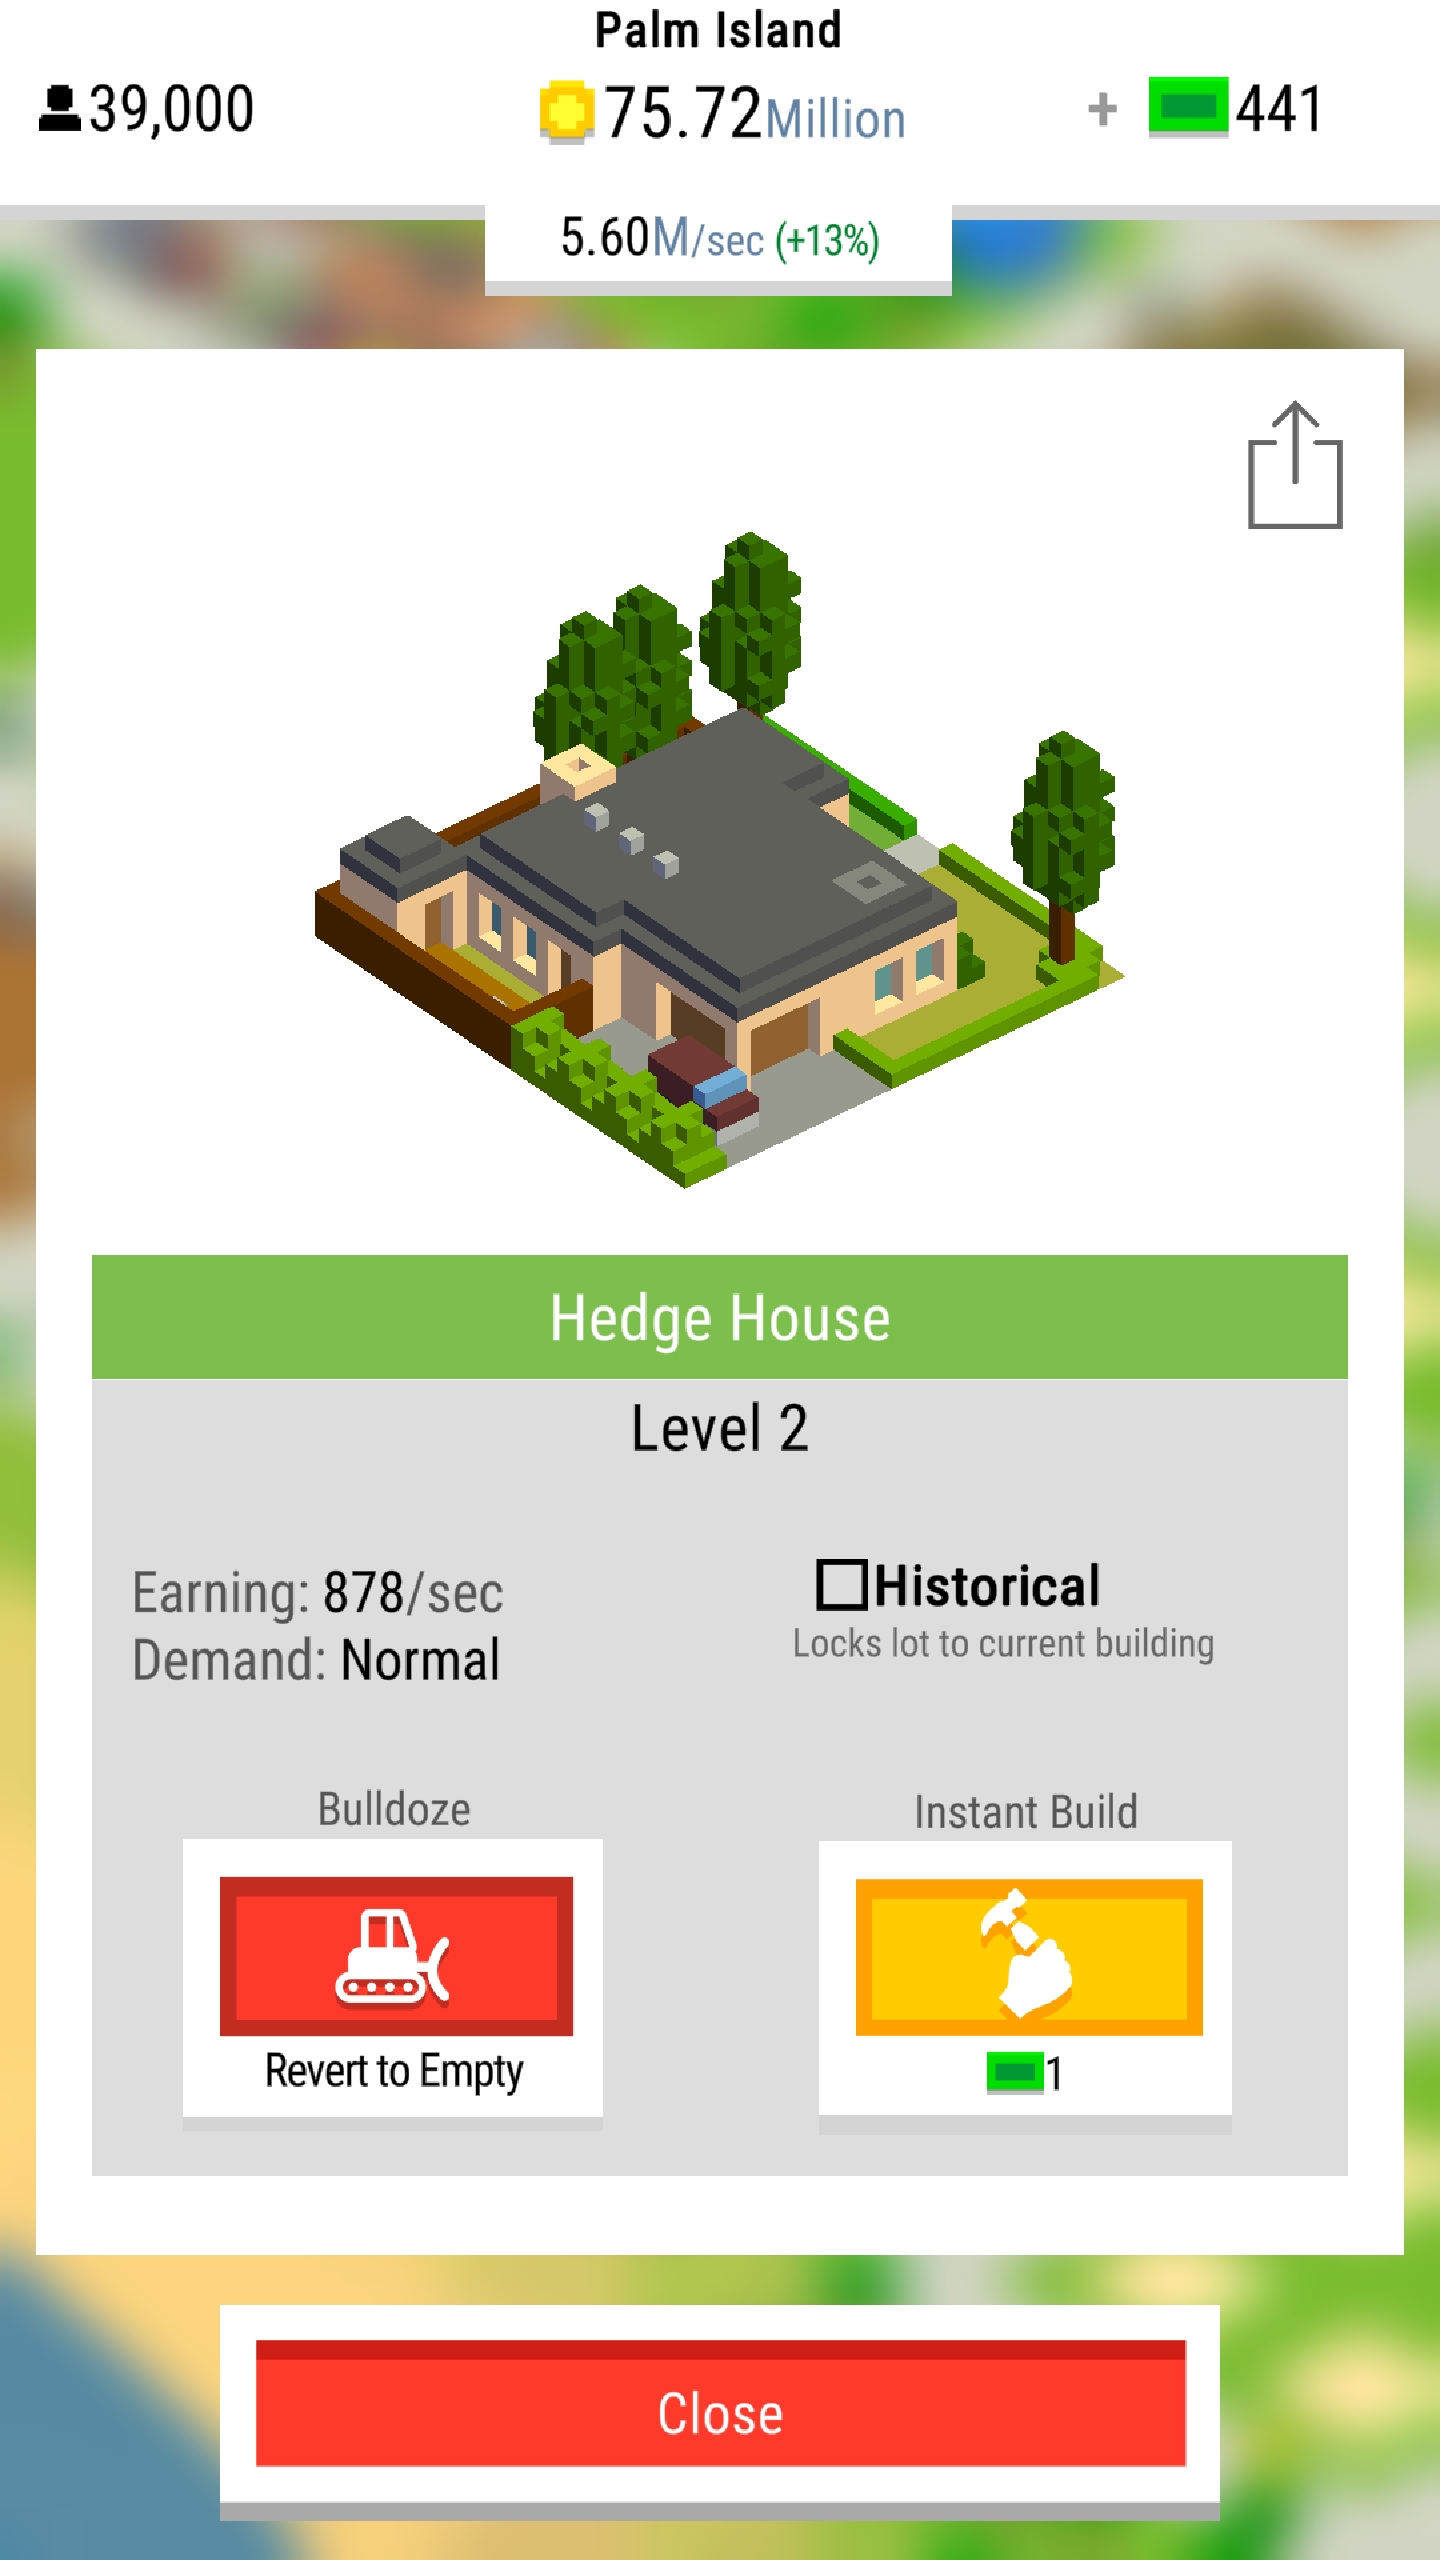 Palm Island
39,000
75.72Million
+ 441
5.60M/sec (+13%)
Hedge House
Level 2
Earning: 878/sec
Demand: Normal
Historical
Locks lot to current building
Bulldoze
Revert to Empty
Instant Build
1
Close